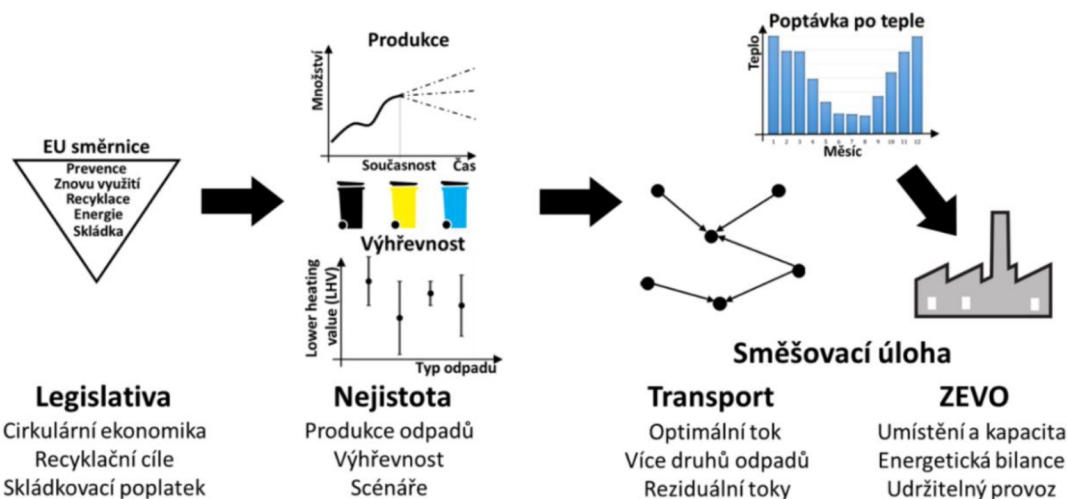 EU směrnice
Prevence
Znovu využití
Recyklace
Energie
Skládka
Legislativa
Cirkulární ekonomika
Recyklační cíle
Skládkovací poplatek
Produkce
Množství
Současnost
Čas
Výhřevnost
Lower heating
value (LHV)
Typ odpadu
Nejistota
Produkce odpadů
Výhřevnost
Scénáře
Poptávka po teple
Teplo
1 2 3 4 5 6 7 8 9 10 11 12
Měsíc
Směšovací úloha
Transport
Optimální tok
Více druhů odpadů
Reziduální toky
ZEVO
Umístění a kapacita
Energetická bilance
Udržitelný provoz